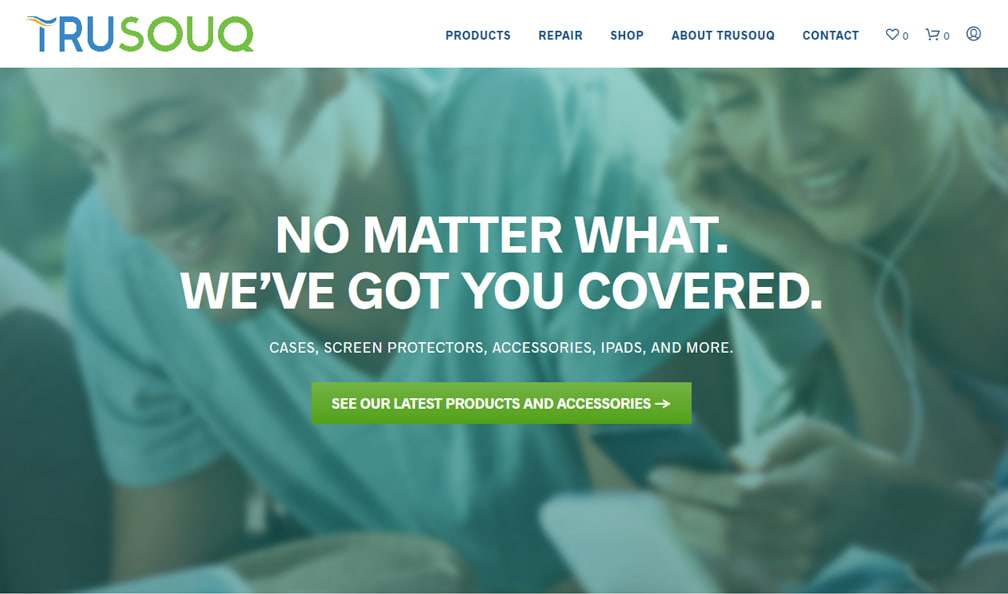 TRUSOUQ
PRODUCTS REPAIR SHOP ABOUT TRUSOUQ CONTACT 0 0
NO MATTER WHAT.
WE’VE GOT YOU COVERED.
CASES, SCREEN PROTECTORS, ACCESSORIES, IPADS, AND MORE.
SEE OUR LATEST PRODUCTS AND ACCESSORIES →